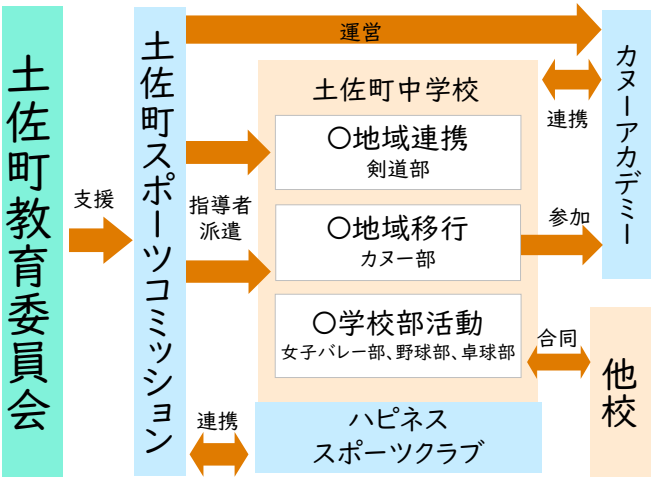 土佐町教育委員会
支援
土佐町スポーツコミッション
運営
指導者
派遣
連携
土佐町中学校
〇地域連携
剣道部
〇地域移行
カヌー部
〇学校部活動
女子バレー部、野球部、卓球部
ハピネス
スポーツクラブ
連携
参加
合同
カヌーアカデミー
他校